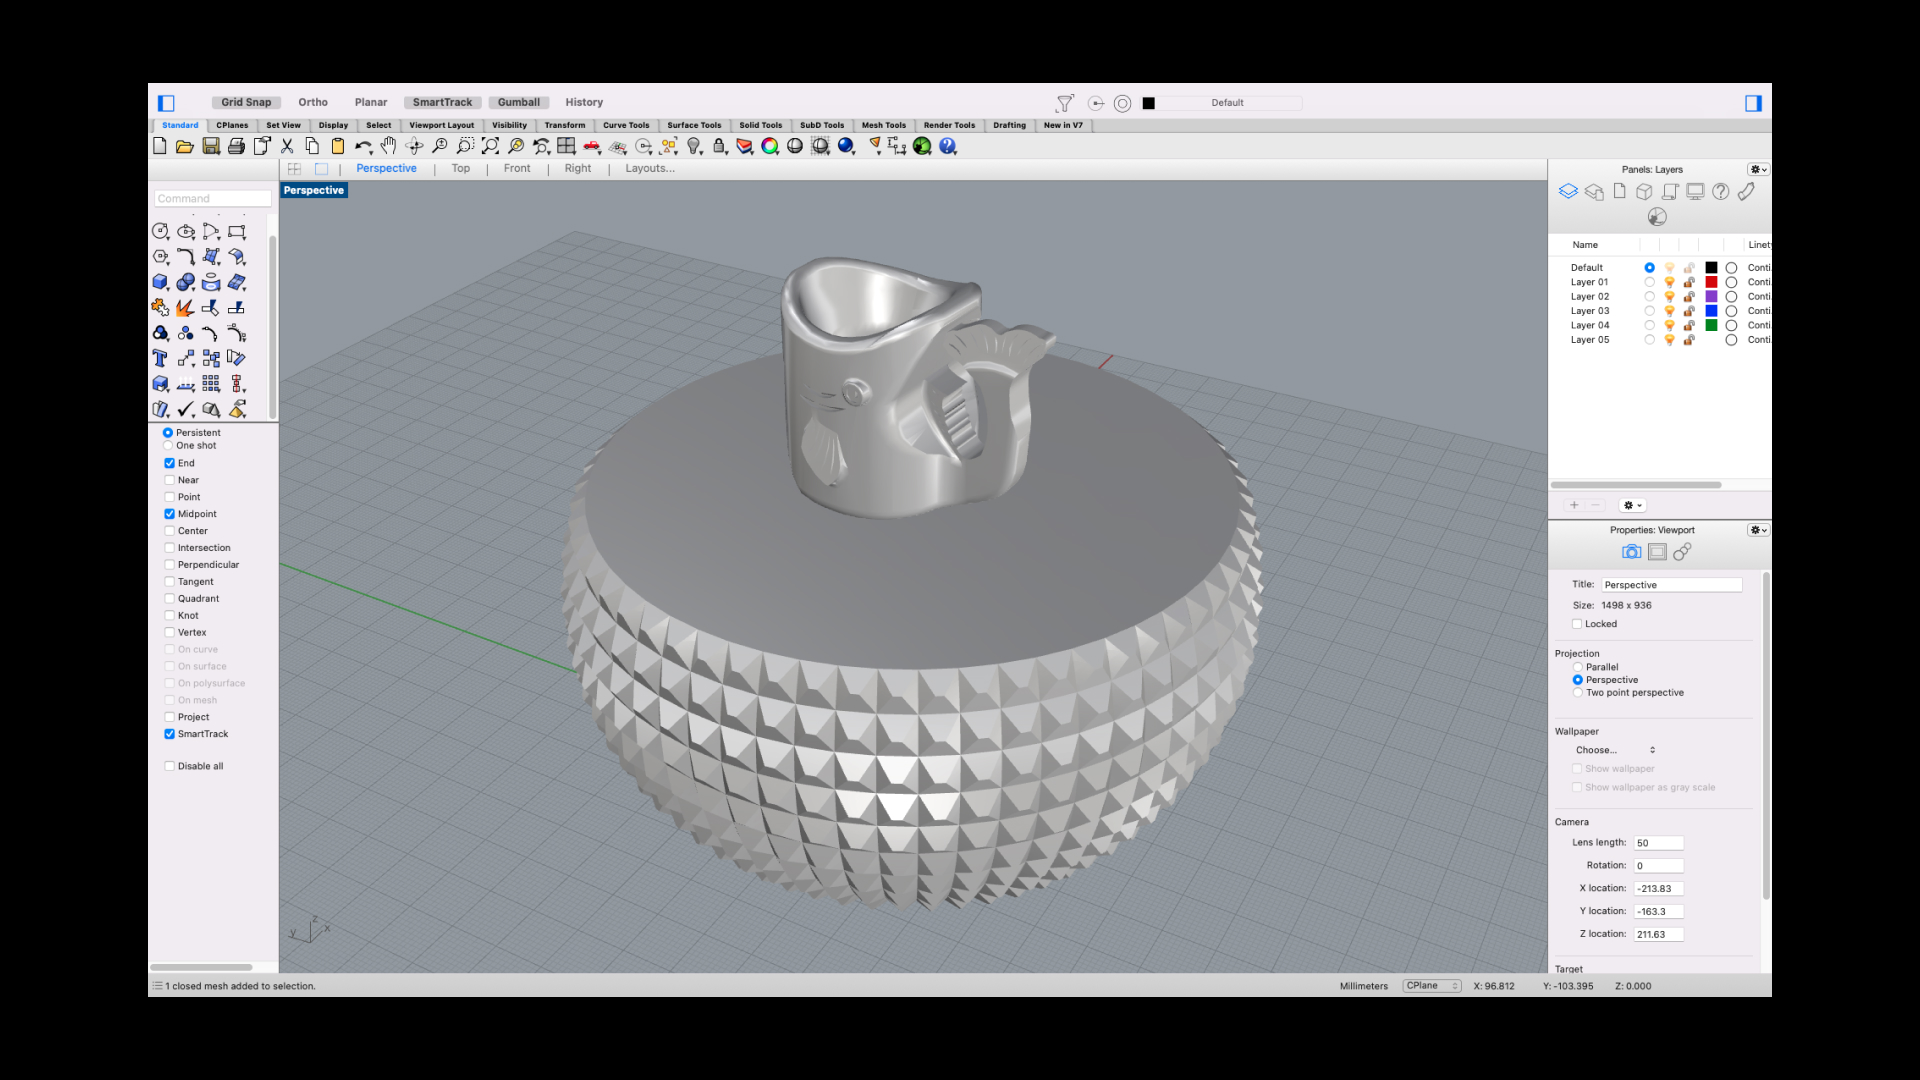 Grid Snap Ortho Planar SmartTrack Gumball History Default
Standard CPlanes Set View Display Select Viewport Layout Visibility Transform Curve Tools Surface Tools Solid Tools SubD Tools Mesh Tools Render Tools Drafting New in V7
Perspective Top Front Right Layouts...
Perspective
Command
Persistent
One shot
End
Near
Point
Midpoint
Center
Intersection
Perpendicular
Tangent
Quadrant
Knot
Vertex
On curve
On surface
On polysurface
On mesh
Project
SmartTrack
Disable all
z
y x
Panels: Layers
Name Linet
Default Conti
Layer 01 Conti
Layer 02 Conti
Layer 03 Conti
Layer 04 Conti
Layer 05 Conti
Properties: Viewport
Title: Perspective
Size: 1498 x 936
Locked
Projection
Parallel
Perspective
Two point perspective
Wallpaper
Choose...
Show wallpaper
Show wallpaper as gray scale
Camera
Lens length: 50
Rotation: 0
X location: -213.83
Y location: -163.3
Z location: 211.63
Target
1 closed mesh added to selection. Millimeters CPlane X: 96.812 Y: -103.395 Z: 0.000